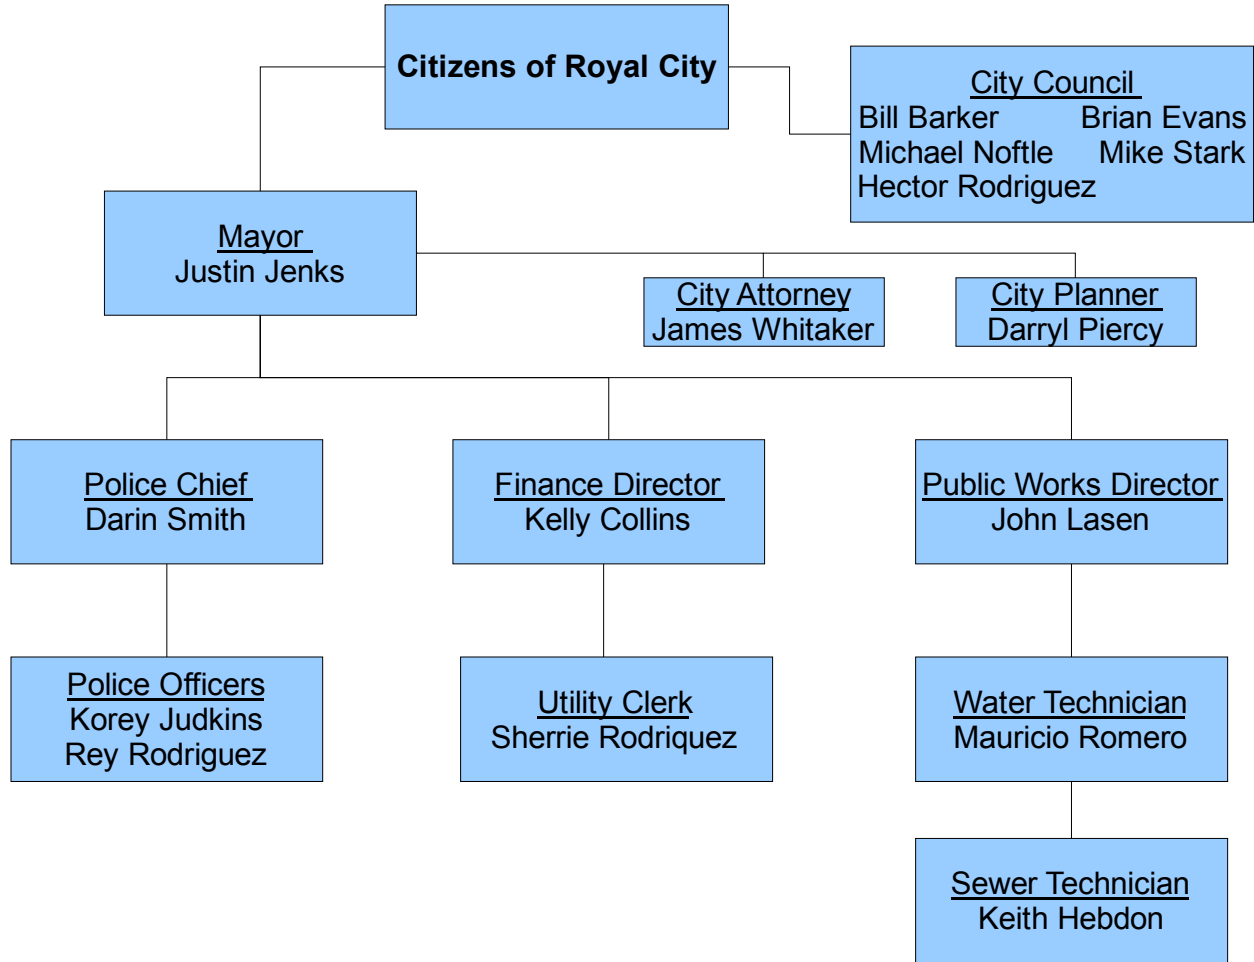 Citizens of Royal City
City Council
Bill Barker Brian Evans
Michael Noftle Mike Stark
Hector Rodriguez
Mayor
Justin Jenks
City Attorney
James Whitaker
City Planner
Darryl Piercy
Police Chief
Darin Smith
Finance Director
Kelly Collins
Public Works Director
John Lasen
Police Officers
Korey Judkins
Rey Rodriguez
Utility Clerk
Sherrie Rodriquez
Water Technician
Mauricio Romero
Sewer Technician
Keith Hebdon